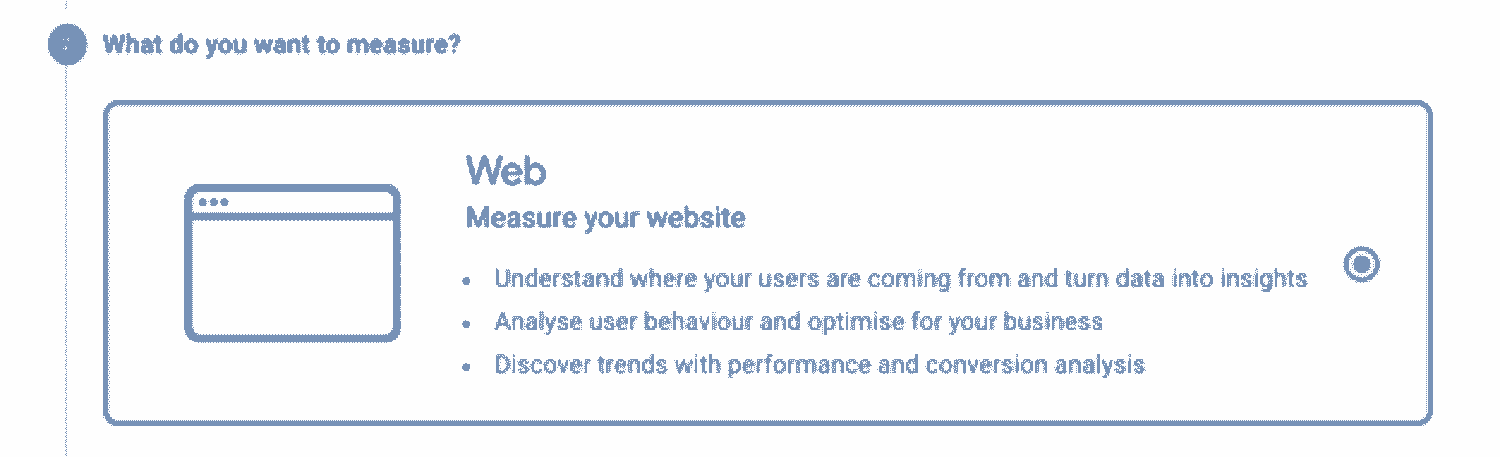 What do you want to measure?
Web
Measure your website
• Understand where your users are coming from and turn data into insights
• Analyse user behaviour and optimise for your business
• Discover trends with performance and conversion analysis